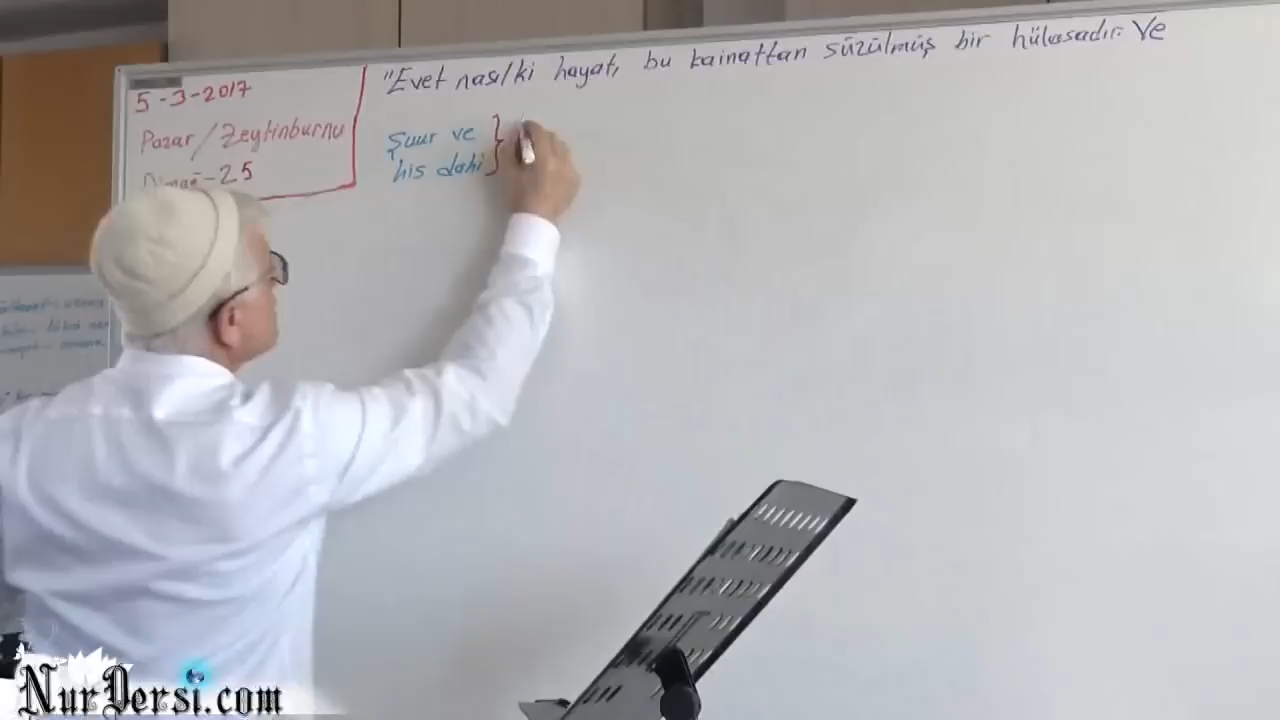 5-3-2017
Pazar/Zeytinburnu
-25
"Evet nasılki hayat, bu kainattan süzülmüş bir hülasadır. Ve
Şuur ve
his dahi
NurDersi.com